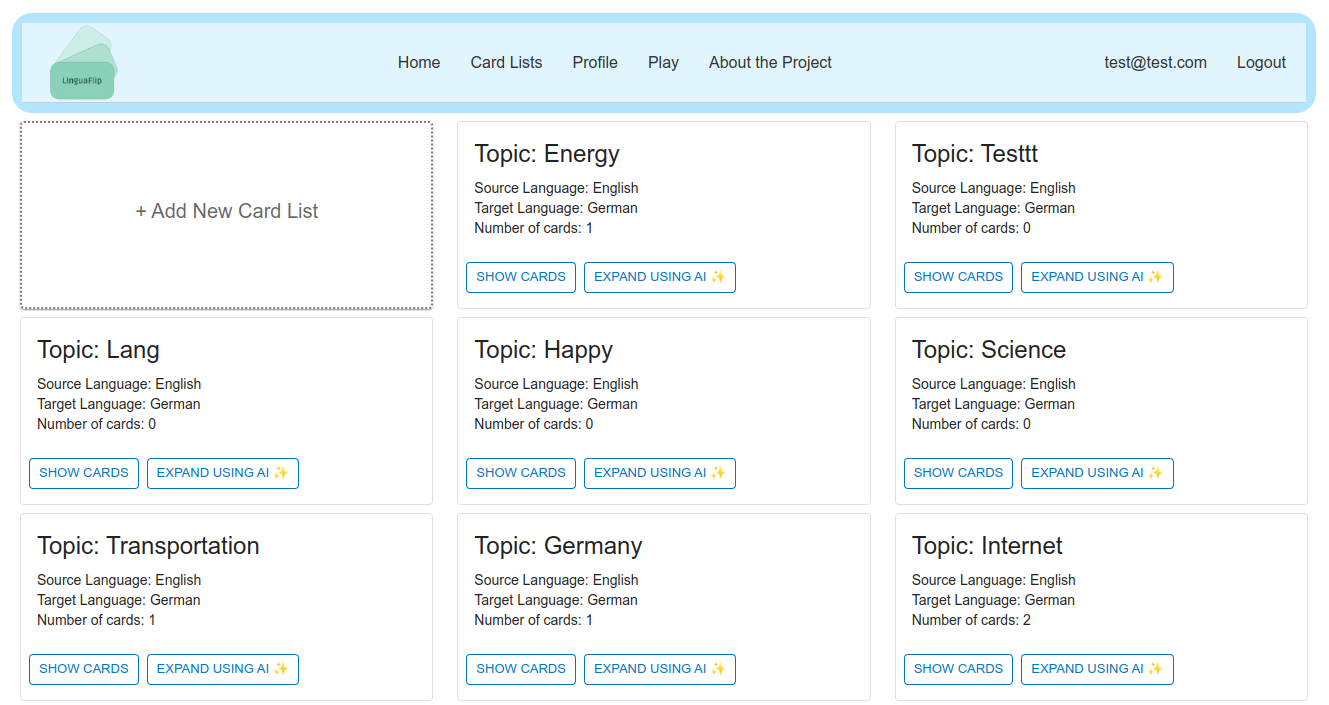 LinguaFlip
Home Card Lists Profile Play About the Project test@test.com Logout
+ Add New Card List
Topic: Energy
Source Language: English
Target Language: German
Number of cards: 1
SHOW CARDS EXPAND USING AI ✨
Topic: Testtt
Source Language: English
Target Language: German
Number of cards: 0
SHOW CARDS EXPAND USING AI ✨
Topic: Lang
Source Language: English
Target Language: German
Number of cards: 0
SHOW CARDS EXPAND USING AI ✨
Topic: Happy
Source Language: English
Target Language: German
Number of cards: 0
SHOW CARDS EXPAND USING AI ✨
Topic: Science
Source Language: English
Target Language: German
Number of cards: 0
SHOW CARDS EXPAND USING AI ✨
Topic: Transportation
Source Language: English
Target Language: German
Number of cards: 1
SHOW CARDS EXPAND USING AI ✨
Topic: Germany
Source Language: English
Target Language: German
Number of cards: 1
SHOW CARDS EXPAND USING AI ✨
Topic: Internet
Source Language: English
Target Language: German
Number of cards: 2
SHOW CARDS EXPAND USING AI ✨